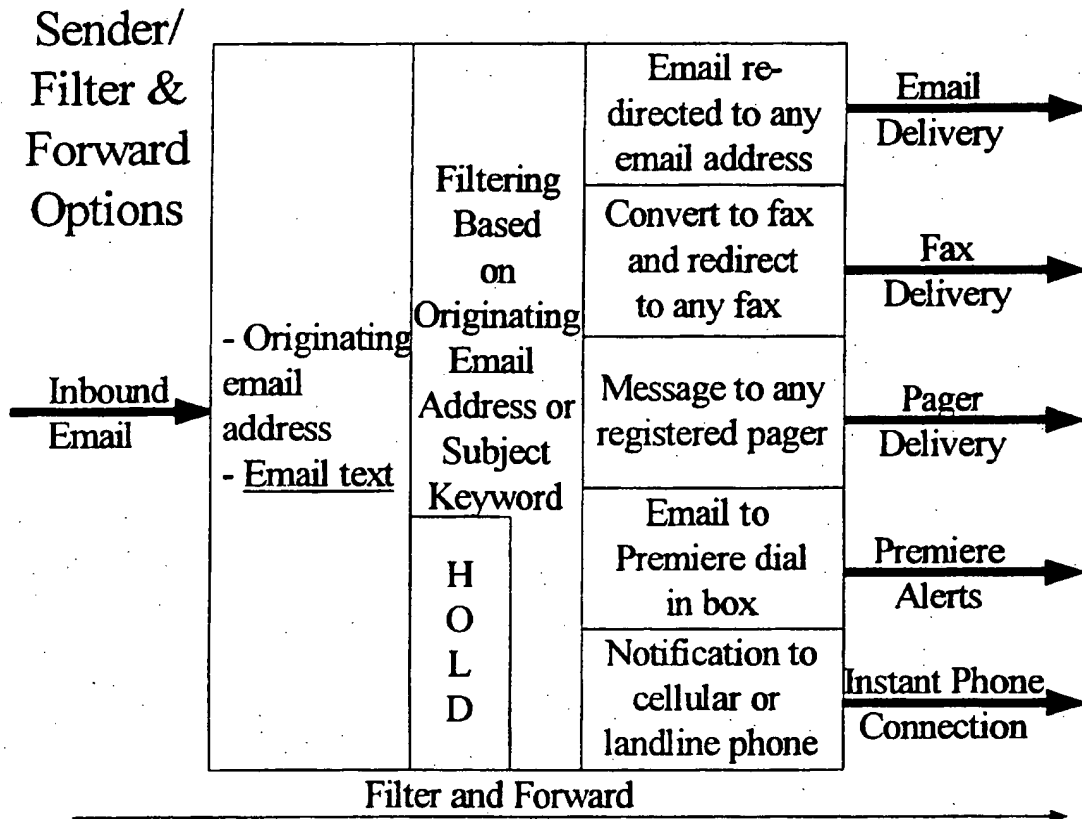 Sender/
Filter &
Forward
Options
Inbound
Email
- Originating
email
address
- Email text
Filtering
Based
on
Originating
Email
Address or
Subject
Keyword
H
O
L
D
Email re-
directed to any
email address
Convert to fax
and redirect
to any fax
Message to any
registered pager
Email to
Premiere dial
in box
Notification to
cellular or
landline phone
Email
Delivery
Fax
Delivery
Pager
Delivery
Premiere
Alerts
Instant Phone
Connection
Filter and Forward